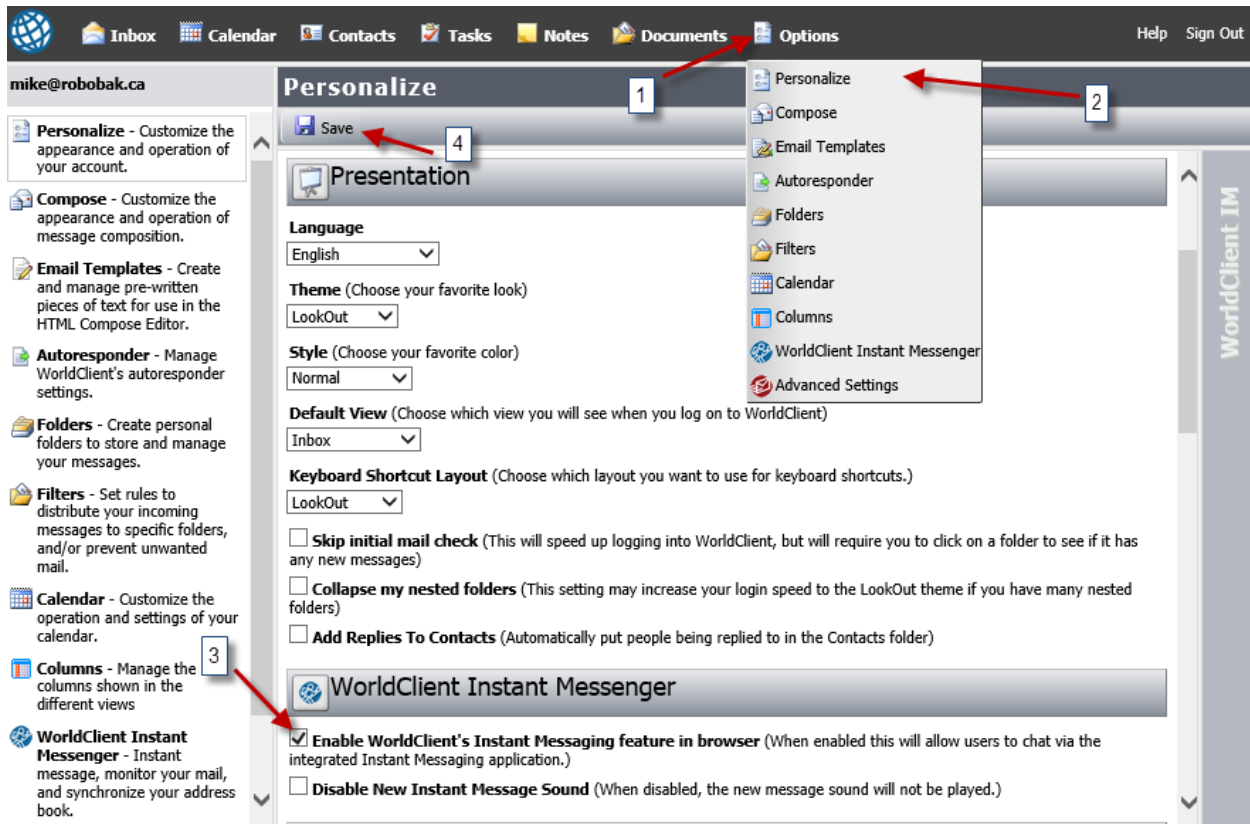 Inbox Calendar Contacts Tasks Notes Documents Options Help Sign Out
mike@robobak.ca
Personalize - Customize the
appearance and operation of
your account.
Compose - Customize the
appearance and operation of
message composition.
Email Templates - Create
and manage pre-written
pieces of text for use in the
HTML Compose Editor.
Autoresponder - Manage
WorldClient's autoresponder
settings.
Folders - Create personal
folders to store and manage
your messages.
Filters - Set rules to
distribute your incoming
messages to specific folders,
and/or prevent unwanted
mail.
Calendar - Customize the
operation and settings of your
calendar.
3
Columns - Manage the
columns shown in the
different views
WorldClient Instant
Messenger - Instant
message, monitor your mail,
and synchronize your address
book.
Personalize
1
2
Save
4
Personalize
Compose
Email Templates
Autoresponder
Folders
Filters
Calendar
Columns
WorldClient Instant Messenger
Advanced Settings
Presentation
Language
English
Theme (Choose your favorite look)
LookOut
Style (Choose your favorite color)
Normal
Default View (Choose which view you will see when you log on to WorldClient)
Inbox
Keyboard Shortcut Layout (Choose which layout you want to use for keyboard shortcuts.)
LookOut
Skip initial mail check (This will speed up logging into WorldClient, but will require you to click on a folder to see if it has
any new messages)
Collapse my nested folders (This setting may increase your login speed to the LookOut theme if you have many nested
folders)
Add Replies To Contacts (Automatically put people being replied to in the Contacts folder)
WorldClient Instant Messenger
Enable WorldClient's Instant Messaging feature in browser (When enabled this will allow users to chat via the
integrated Instant Messaging application.)
Disable New Instant Message Sound (When disabled, the new message sound will not be played.)
WorldClient IM